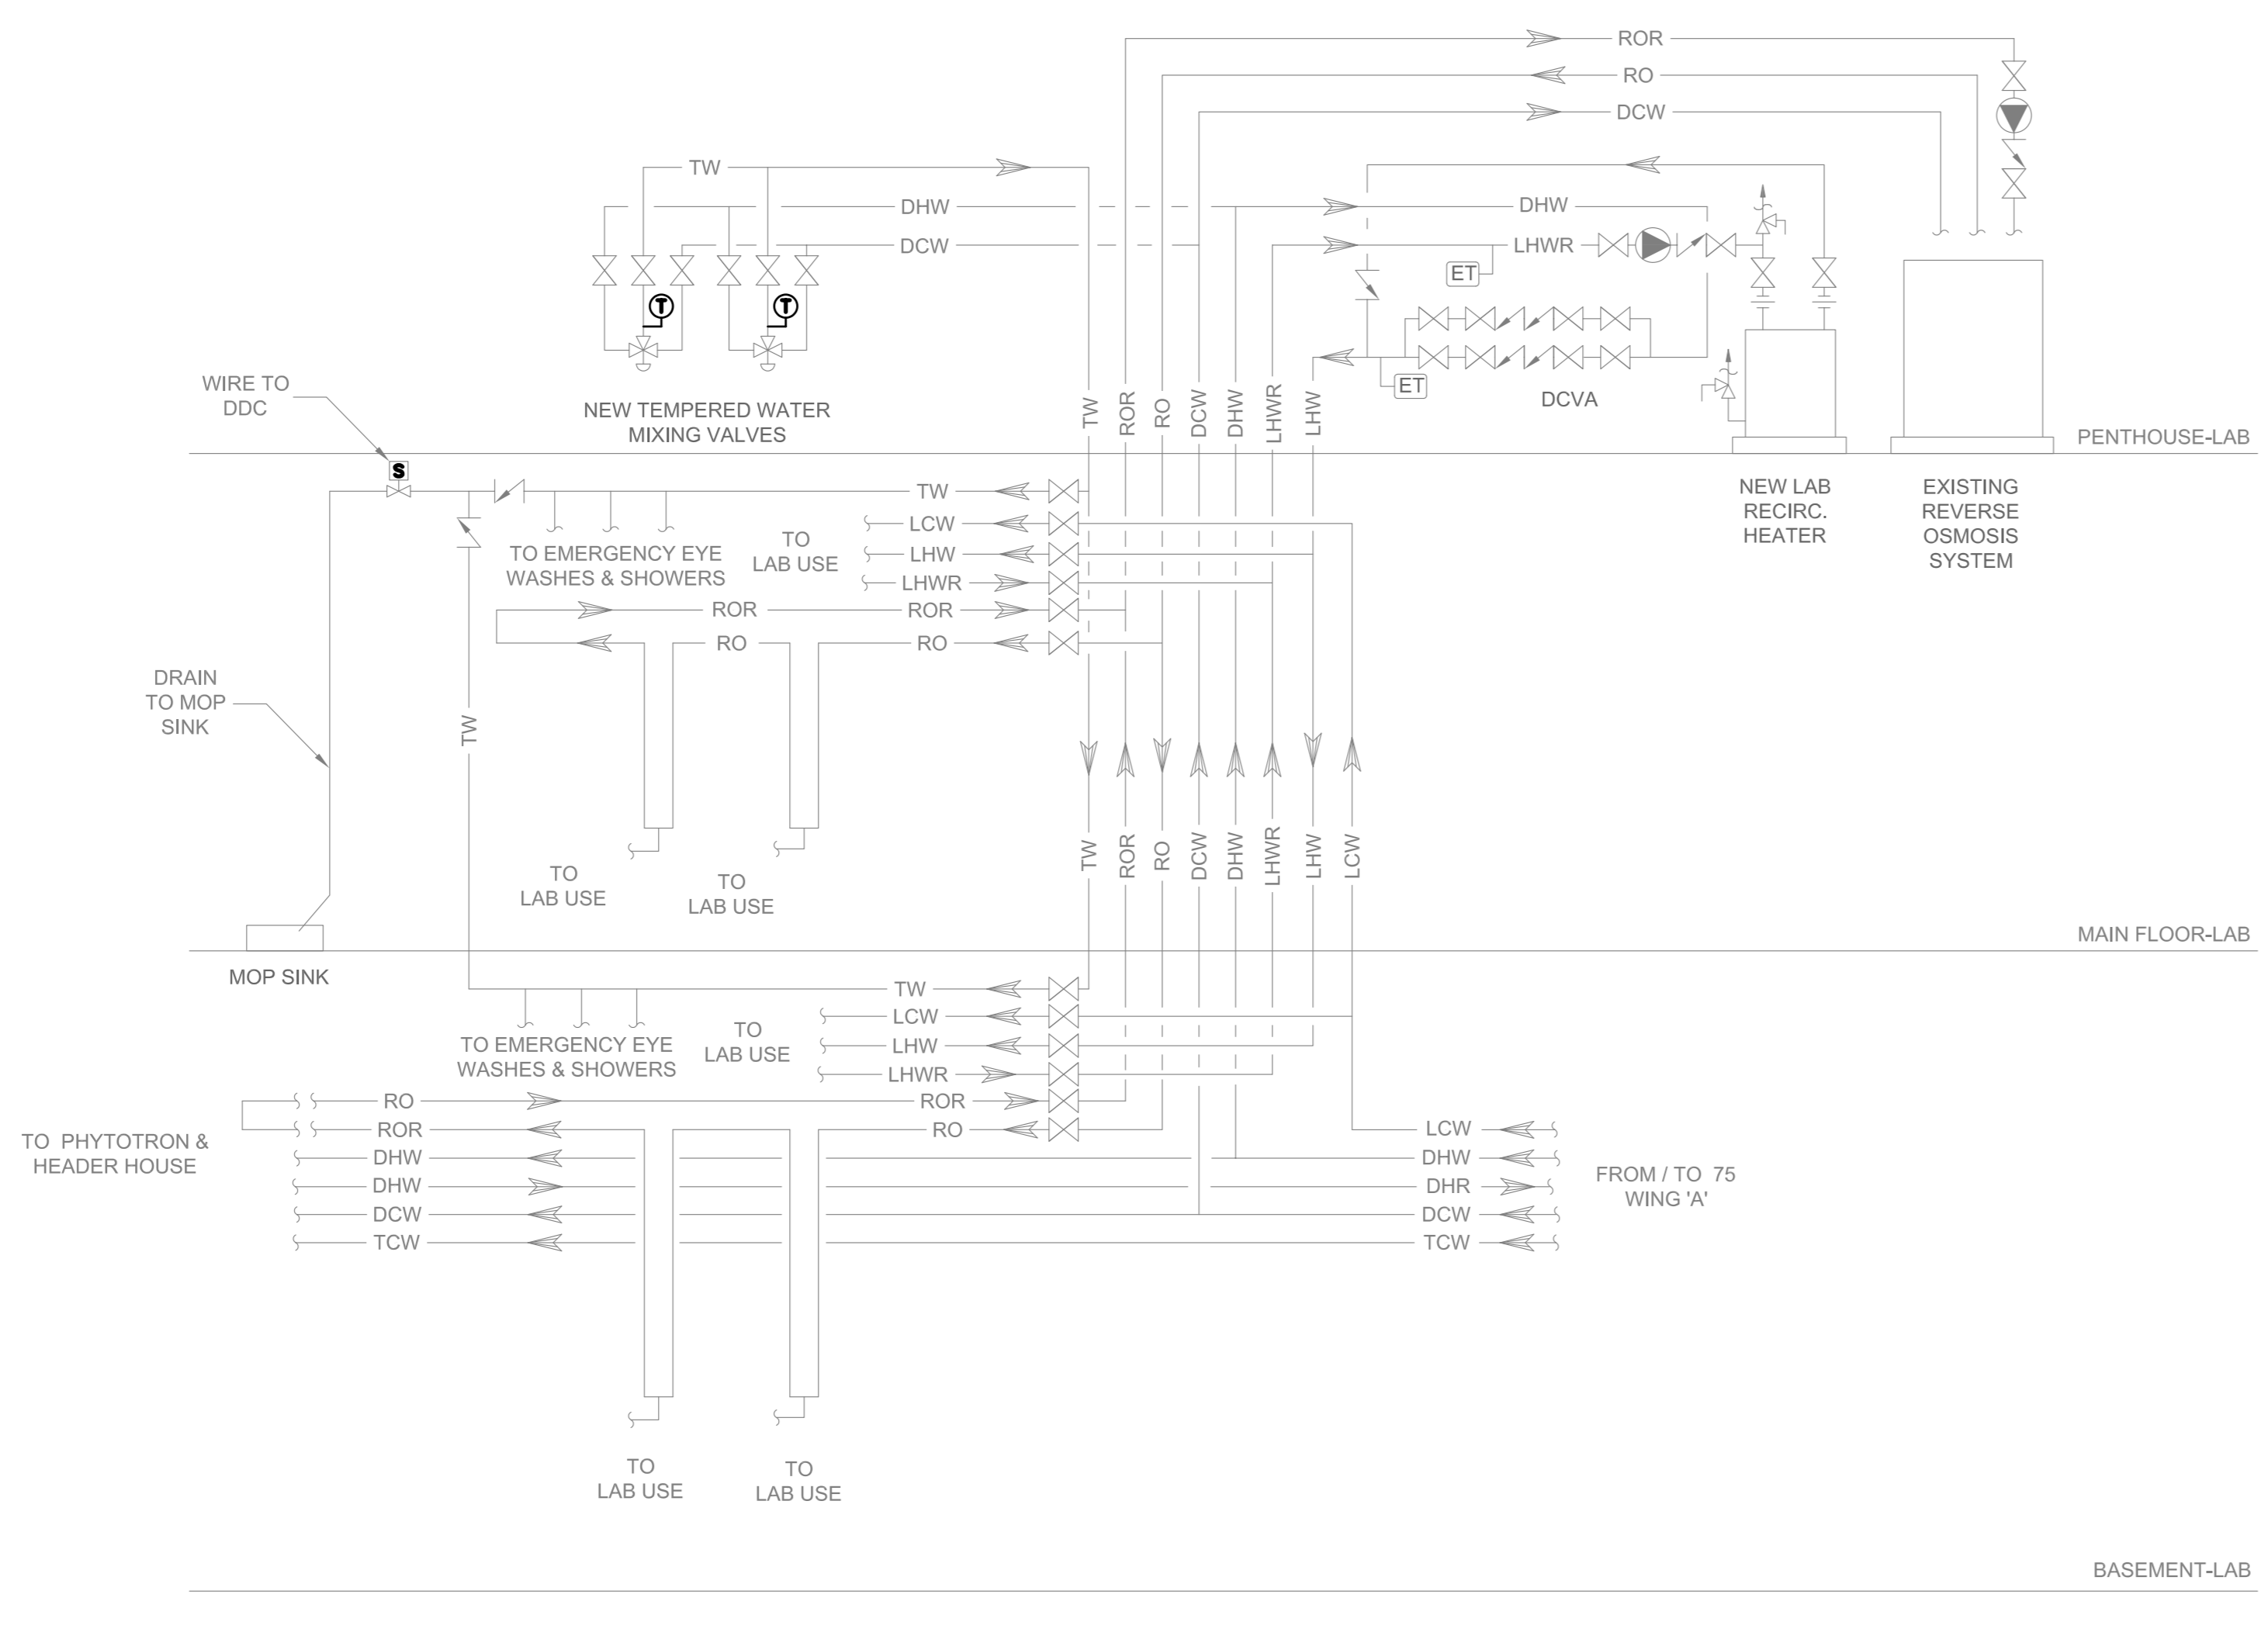 ROR
RO
DCW
TW
DHW
DHW
DCW
LHWR
ET
T
T
ET
DCVA
WIRE TO
DDC
NEW TEMPERED WATER
MIXING VALVES
TW
ROR
RO
DCW
DHW
LHWR
LHW
PENTHOUSE-LAB
S
TW
LCW
LHW
LHWR
TO
LAB USE
TO EMERGENCY EYE
WASHES & SHOWERS
NEW LAB
RECIRC.
HEATER
EXISTING
REVERSE
OSMOSIS
SYSTEM
ROR
ROR
RO
RO
DRAIN
TO MOP
SINK
TW
TW
ROR
RO
DCW
DHW
LHWR
LHW
LCW
TO
LAB USE
TO
LAB USE
MAIN FLOOR-LAB
MOP SINK
TW
LCW
LHW
LHWR
TO
LAB USE
TO EMERGENCY EYE
WASHES & SHOWERS
RO
ROR
ROR
RO
TO PHYTOTRON &
HEADER HOUSE
DHW
DHW
DCW
TCW
LCW
DHW
DHR
DCW
TCW
FROM / TO 75
WING 'A'
TO
LAB USE
TO
LAB USE
BASEMENT-LAB